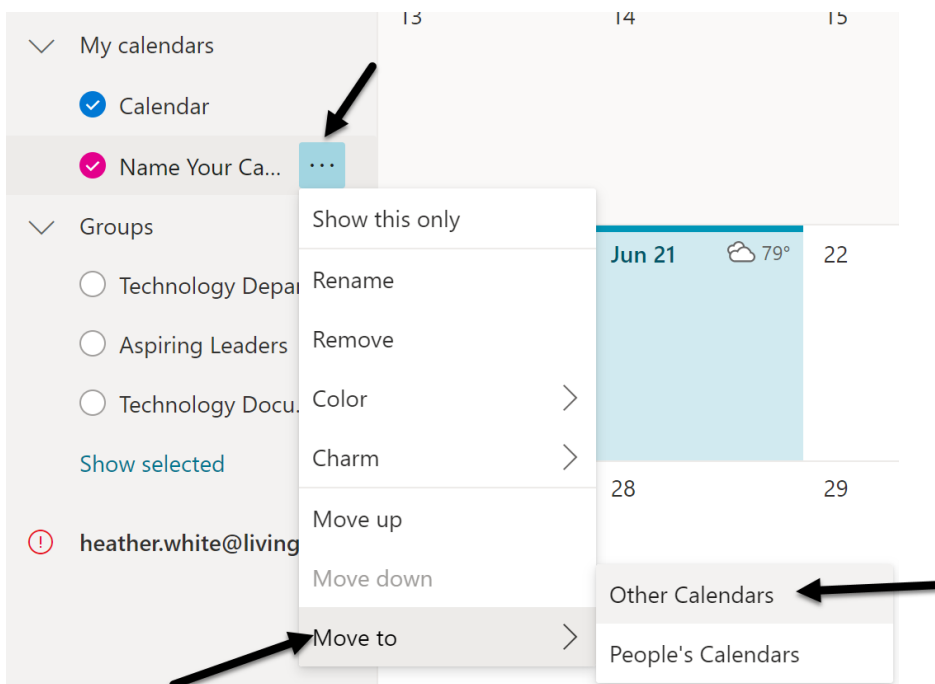 13 14 15
My calendars
Calendar
Name Your Ca... ...
Show this only
Groups
Jun 21 79° 22
Rename
Technology Depar
Remove
Aspiring Leaders
Color
Technology Docu.
Charm
Show selected
28 29
Move up
heather.white@living
Move down
Other Calendars
Move to
People's Calendars